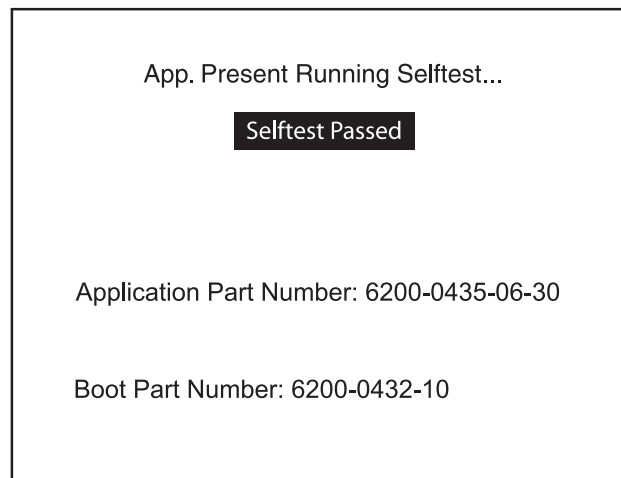 App. Present Running Selftest...
Selftest Passed
Application Part Number: 6200-0435-06-30
Boot Part Number: 6200-0432-10